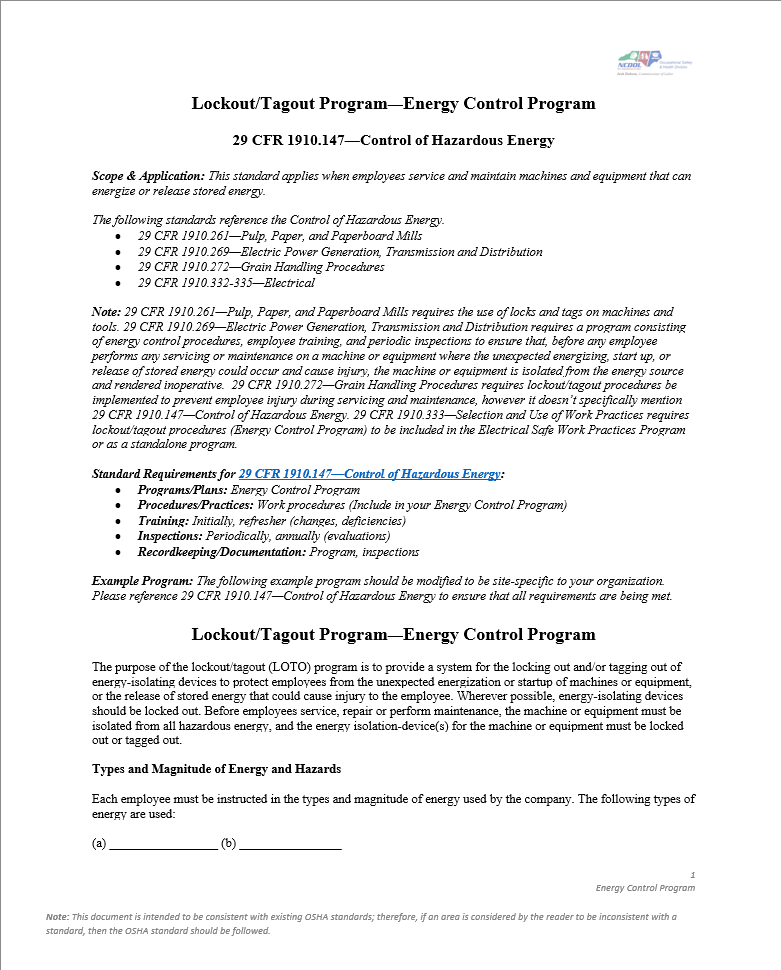 NCDOL
Occupational Safety
& Health Division
Lockout/Tagout Program—Energy Control Program
29 CFR 1910.147—Control of Hazardous Energy
Scope & Application: This standard applies when employees service and maintain machines and equipment that can
energize or release stored energy.
The following standards reference the Control of Hazardous Energy.
• 29 CFR 1910.261—Pulp, Paper, and Paperboard Mills
• 29 CFR 1910.269—Electric Power Generation, Transmission and Distribution
• 29 CFR 1910.272—Grain Handling Procedures
• 29 CFR 1910.332-335—Electrical
Note: 29 CFR 1910.261—Pulp, Paper, and Paperboard Mills requires the use of locks and tags on machines and
tools. 29 CFR 1910.269—Electric Power Generation, Transmission and Distribution requires a program consisting
of energy control procedures, employee training, and periodic inspections to ensure that, before any employee
performs any servicing or maintenance on a machine or equipment where the unexpected energizing, start up, or
release of stored energy could occur and cause injury, the machine or equipment is isolated from the energy source
and rendered inoperative.  29 CFR 1910.272—Grain Handling Procedures requires lockout/tagout procedures be
implemented to prevent employee injury during servicing and maintenance, however it doesn't specifically mention
29 CFR 1910.147—Control of Hazardous Energy. 29 CFR 1910.333—Selection and Use of Work Practices requires
lockout/tagout procedures (Energy Control Program) to be included in the Electrical Safe Work Practices Program
or as a standalone program.
Standard Requirements for 29 CFR 1910.147—Control of Hazardous Energy:
• Programs/Plans: Energy Control Program
• Procedures/Practices: Work procedures (Include in your Energy Control Program)
• Training: Initially, refresher (changes, deficiencies)
• Inspections: Periodically, annually (evaluations)
• Recordkeeping/Documentation: Program, inspections
Example Program: The following example program should be modified to be site-specific to your organization.
Please reference 29 CFR 1910.147—Control of Hazardous Energy to ensure that all requirements are being met.
Lockout/Tagout Program—Energy Control Program
The purpose of the lockout/tagout (LOTO) program is to provide a system for the locking out and/or tagging out of
energy-isolating devices to protect employees from the unexpected energization or startup of machines or equipment,
or the release of stored energy that could cause injury to the employee. Wherever possible, energy-isolating devices
should be locked out. Before employees service, repair or perform maintenance, the machine or equipment must be
isolated from all hazardous energy, and the energy isolation-device(s) for the machine or equipment must be locked
out or tagged out.
Types and Magnitude of Energy and Hazards
Each employee must be instructed in the types and magnitude of energy used by the company. The following types of
energy are used:
(a) __________________ (b) _________________
1
Energy Control Program
Note: This document is intended to be consistent with existing OSHA standards; therefore, if an area is considered by the reader to be inconsistent with a
standard, then the OSHA standard should be followed.